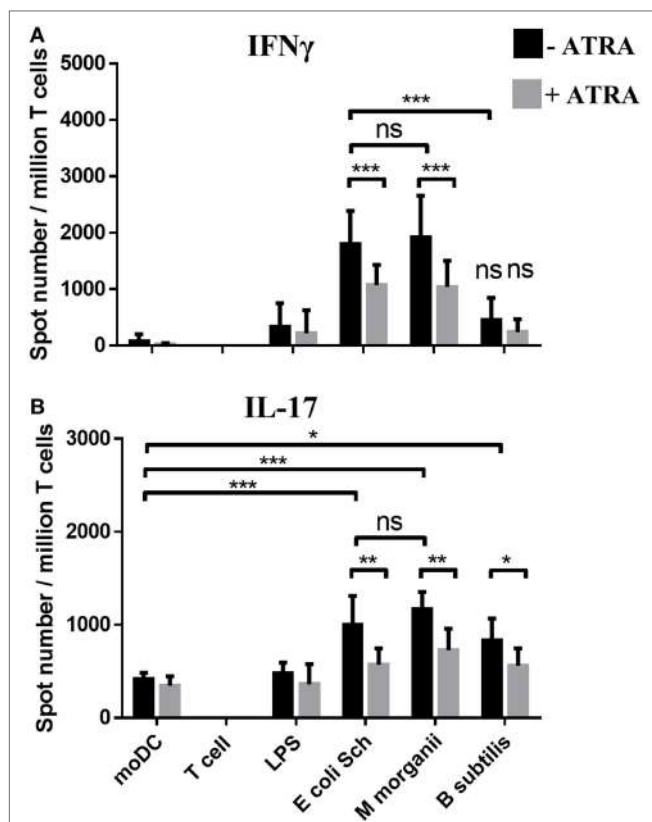 A
IFNγ
- ATRA
+ ATRA
Spot number / million T cells
5000
4000
3000
2000
1000
0
***
ns
*** ***
ns ns
B
IL-17
Spot number / million T cells
3000
2000
1000
0
*
***
***
ns
** ** *
moDC
T cell
LPS
E coli Sch
M morganii
B subtilis